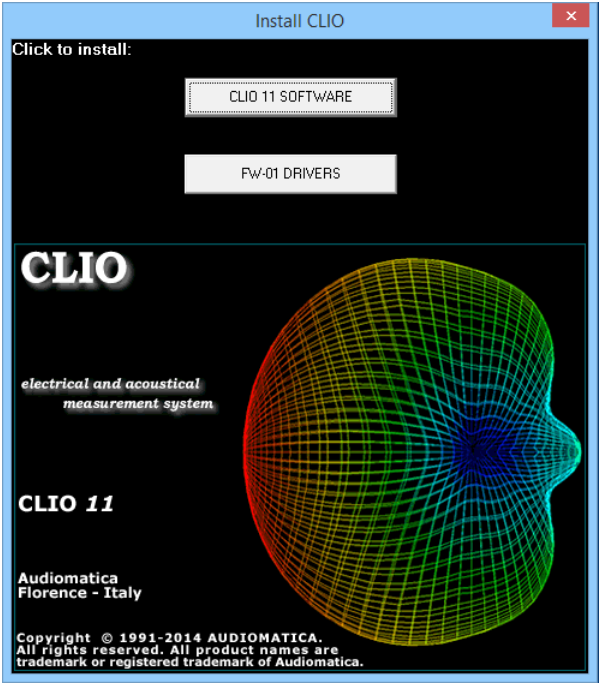 Install CLIO
Click to install:
CLIO 11 SOFTWARE
FW-01 DRIVERS
CLIO
electrical and acoustical
measurement system
CLIO 11
Audiomatica
Florence - Italy
Copyright © 1991-2014 AUDIOMATICA.
All rights reserved. All product names are
trademark or registered trademark of Audiomatica.